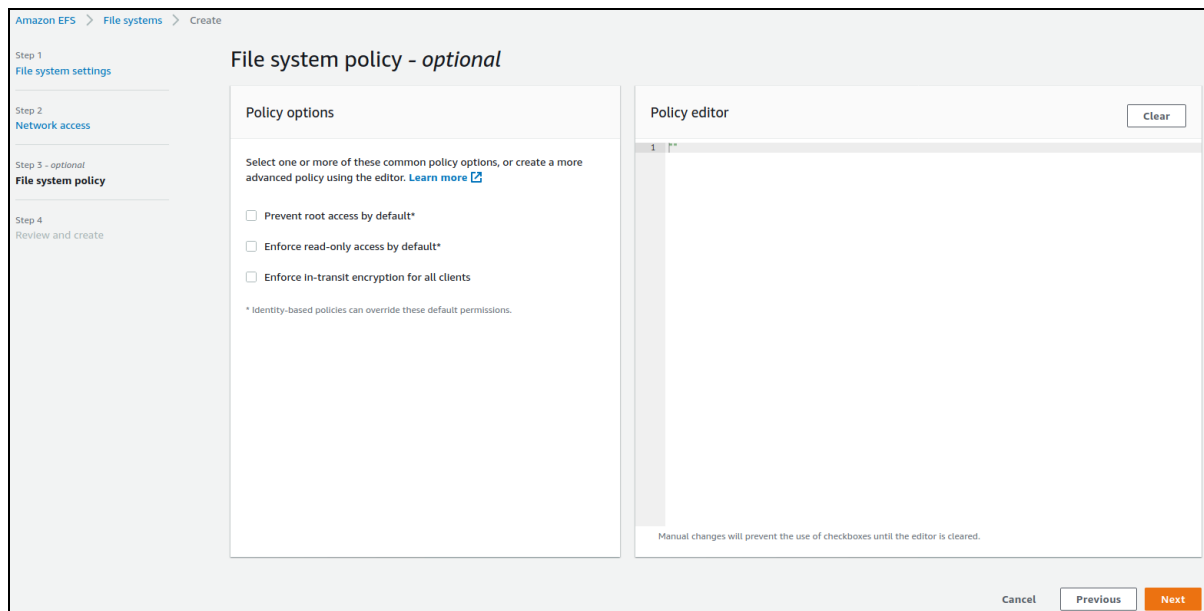 Amazon EFS > File systems > Create
Step 1
File system settings
Step 2
Network access
Step 3 - optional
File system policy
Step 4
Review and create
File system policy - optional
Policy options
Select one or more of these common policy options, or create a more
advanced policy using the editor. Learn more
Prevent root access by default*
Enforce read-only access by default*
Enforce in-transit encryption for all clients
* Identity-based policies can override these default permissions.
Policy editor
Clear
1 ""
Manual changes will prevent the use of checkboxes until the editor is cleared.
Cancel
Previous
Next